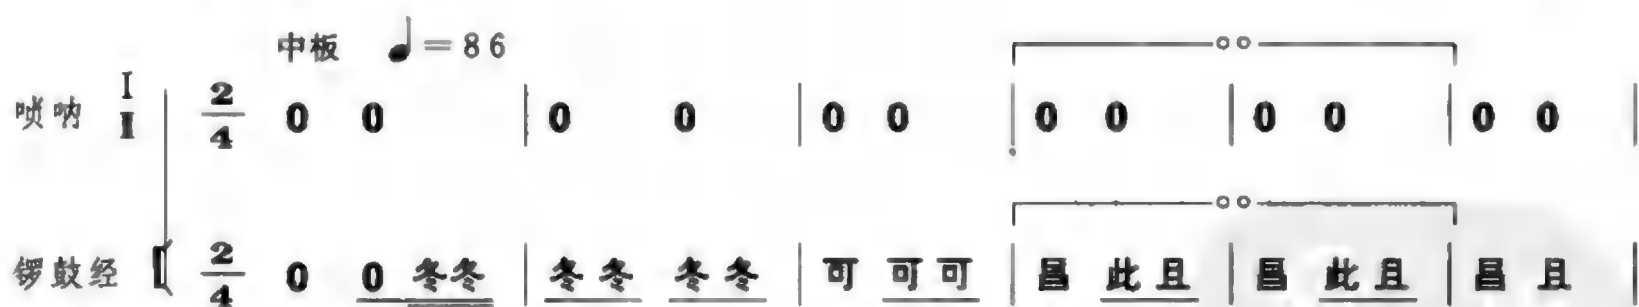 中板 ♩=86
唢呐 I II 2/4 0 0 | 0 0 | 0 0 | 0 0 | 0 0 | 0 0 |
锣鼓经 2/4 0 0 冬冬 | 冬冬 冬冬 | 可 可可 | 昌 此且 | 昌 此且 | 昌 且 |